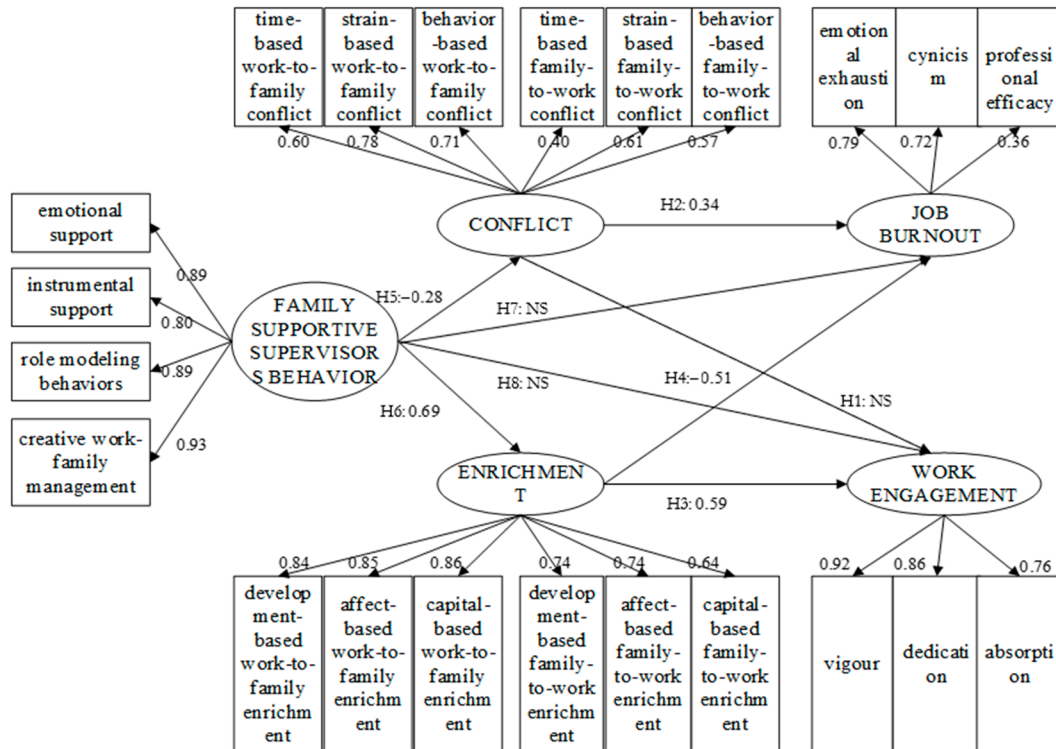 time-
based
work-to-
family
conflict
strain-
based
work-to-
family
conflict
behavior
-based
work-to-
family
conflict
time-
based
family-
to-work
conflict
strain-
based
family-
to-work
conflict
behavior
-based
family-
to-work
conflict
emotion
al
exhaust
ion
cynicis
m
professi
onal
efficacy
0.60
0.78
0.71
0.40
0.61
0.57
0.79
0.72
0.36
emotional
support
instrumental
support
role modeling
behaviors
creative work-
family
management
0.89
0.80
0.89
0.93
FAMILY
SUPPORTIVE
SUPERVISOR
S BEHAVIOR
CONFLICT
JOB
BURNOUT
H2: 0.34
H5:−0.28
H7: NS
H8: NS
H4:−0.51
H1: NS
H6: 0.69
ENRICHMEN
T
H3: 0.59
WORK
ENGAGEMENT
0.84
0.85
0.86
0.74
0.74
0.64
0.92
0.86
0.76
develop
ment-
based
work-to-
family
enrichm
ent
affect-
based
work-to-
family
enrichm
ent
capital-
based
work-to-
family
enrichm
ent
develop
ment-
based
family-
to-work
enrichm
ent
affect-
based
family-
to-work
enrichm
ent
capital-
based
family-
to-work
enrichm
ent
vigour
dedicati
on
absorpti
on